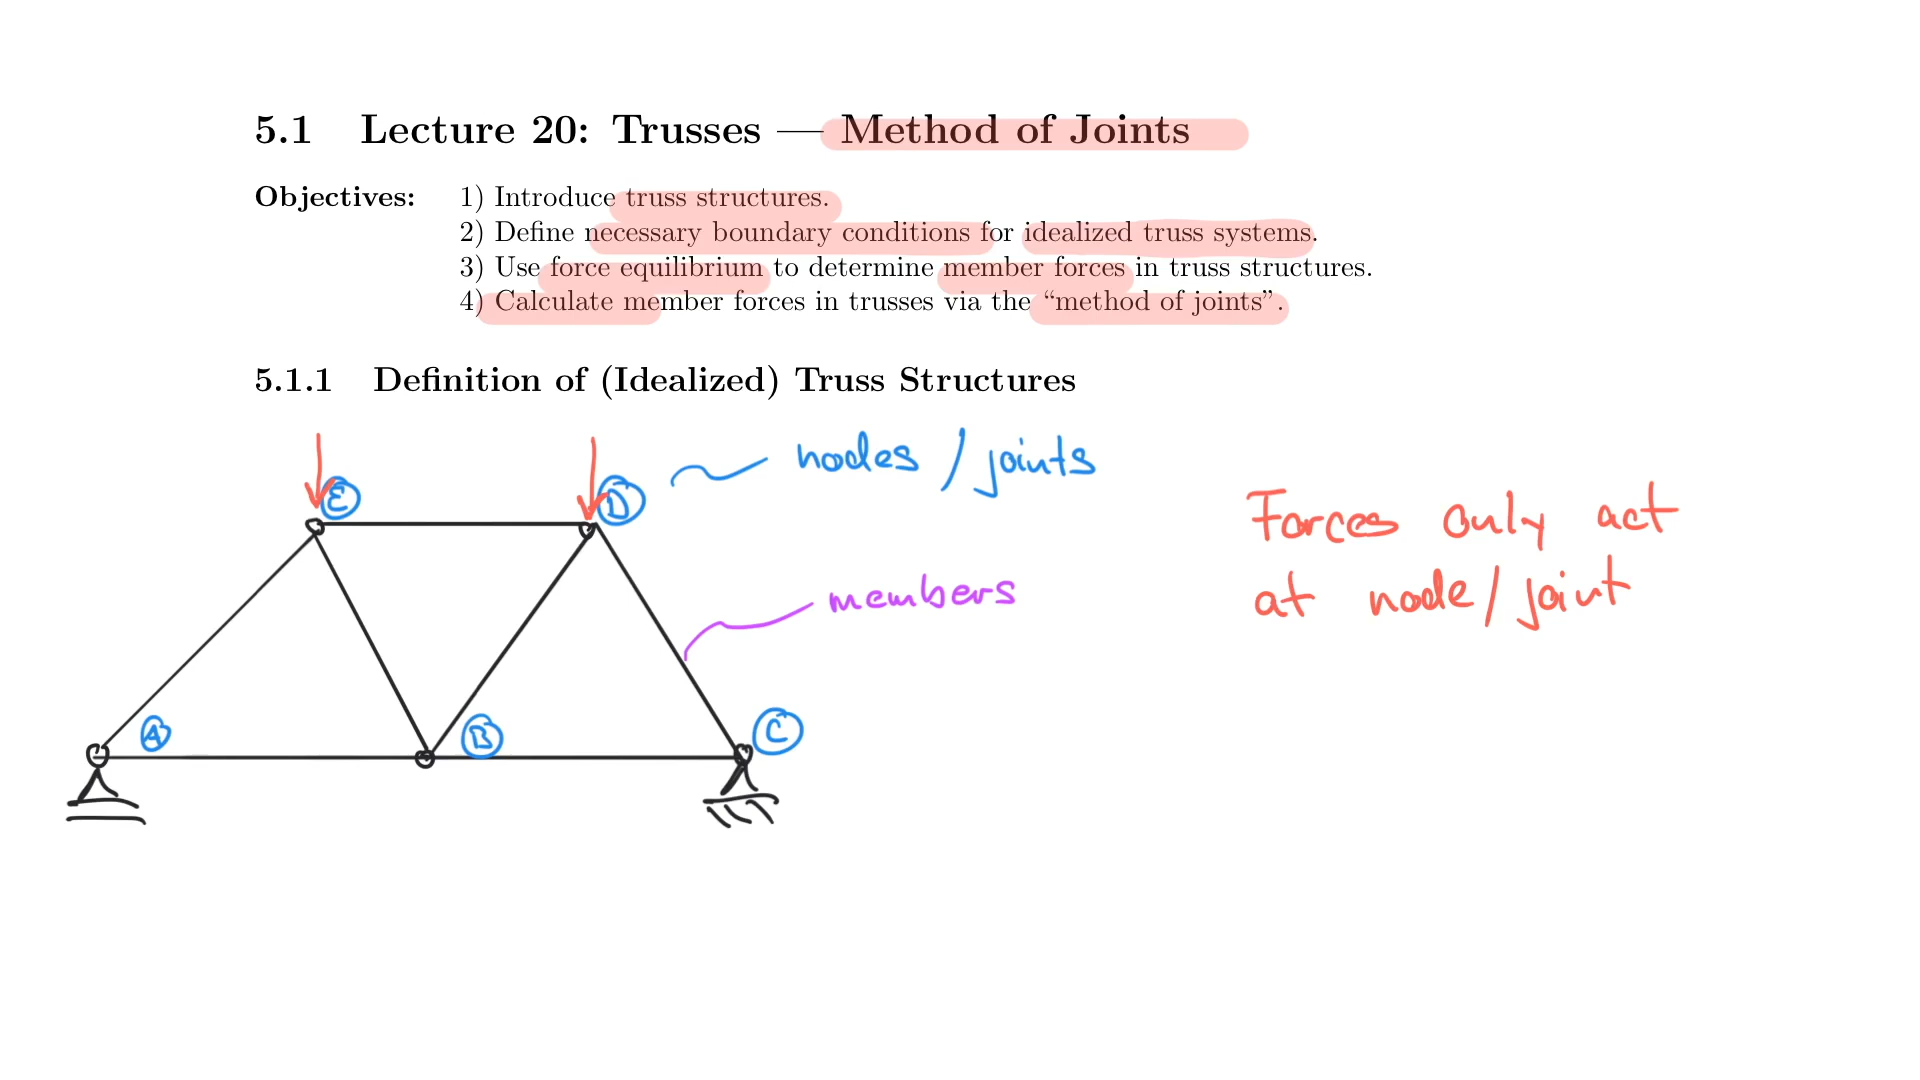 5.1 Lecture 20: Trusses — Method of Joints
Objectives: 1) Introduce truss structures.
2) Define necessary boundary conditions for idealized truss systems.
3) Use force equilibrium to determine member forces in truss structures.
4) Calculate member forces in trusses via the “method of joints”.
5.1.1 Definition of (Idealized) Truss Structures
nodes / joints
E
D
Forces only act
at node/joint
members
A
B
C